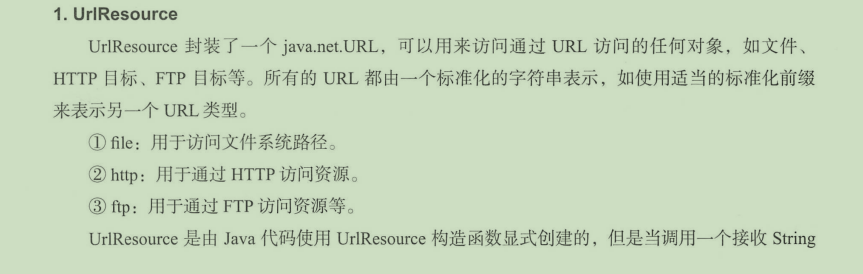 1. UrlResource
UrlResource 封装了一个 java.net.URL，可以用来访问通过 URL 访问的任何对象，如文件、
HTTP 目标、FTP 目标等。所有的 URL 都由一个标准化的字符串表示，如使用适当的标准化前缀
来表示另一个 URL 类型。
① file：用于访问文件系统路径。
② http：用于通过 HTTP 访问资源。
③ ftp：用于通过 FTP 访问资源等。
UrlResource 是由 Java 代码使用 UrlResource 构造函数显式创建的，但是当调用一个接收 String